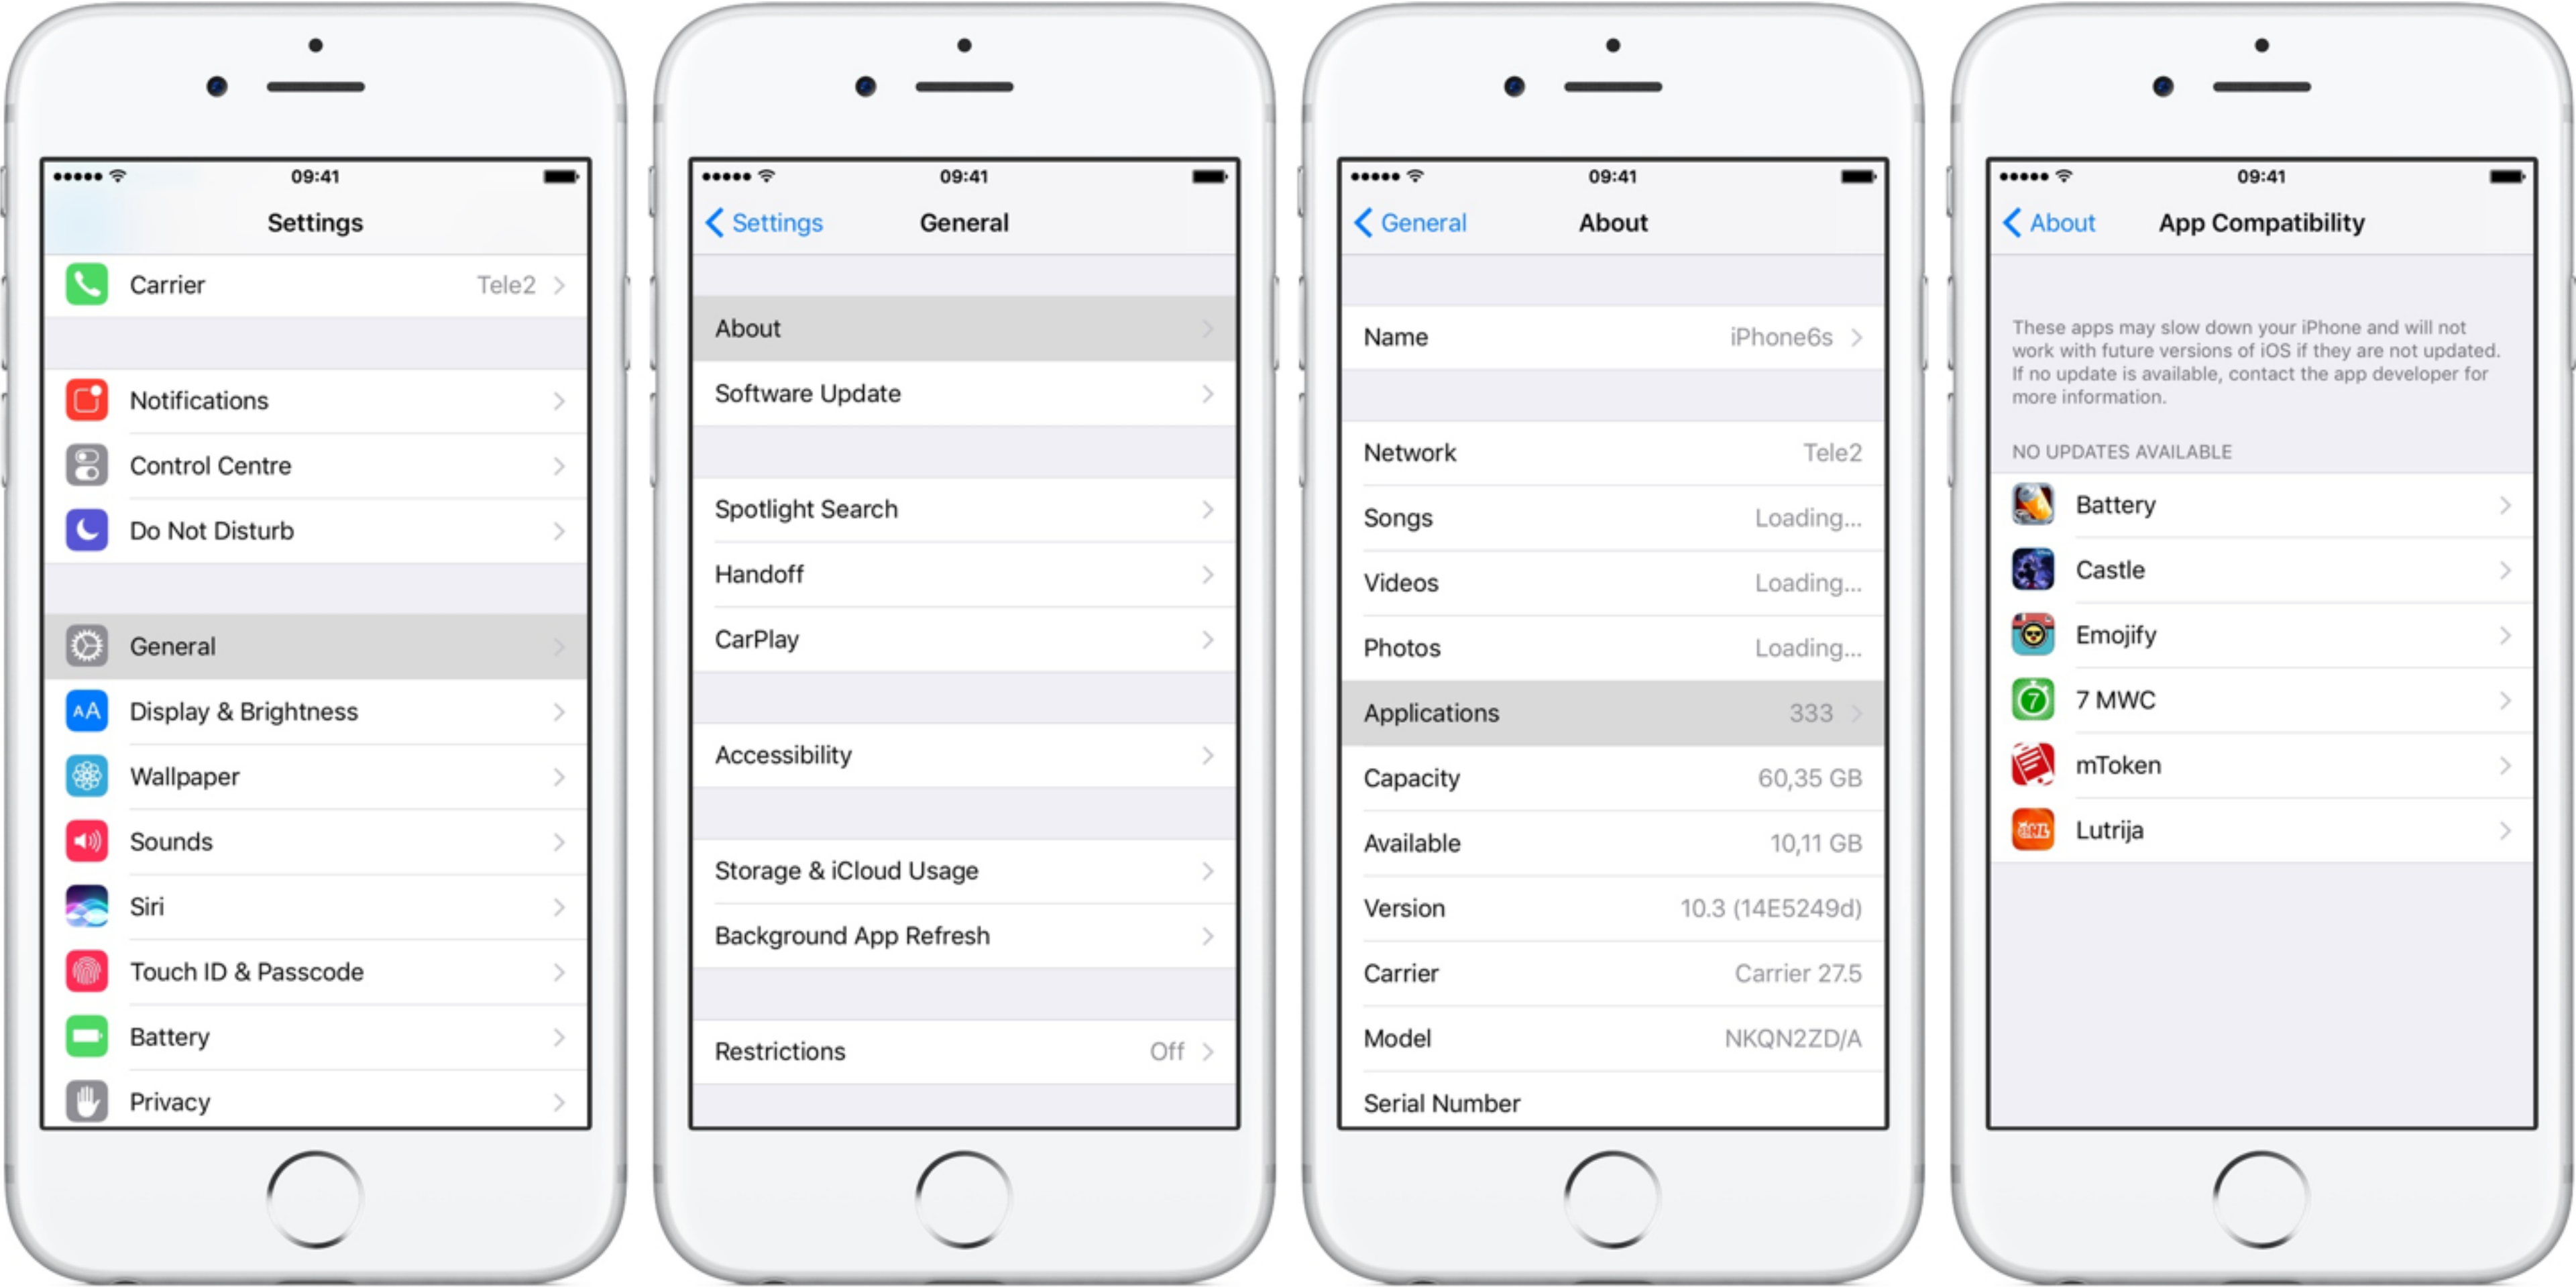 09:41
Settings
Carrier Tele2
Notifications
Control Centre
Do Not Disturb
General
AA Display & Brightness
Wallpaper
Sounds
Siri
Touch ID & Passcode
Battery
Privacy
09:41
Settings General
About
Software Update
Spotlight Search
Handoff
CarPlay
Accessibility
Storage & iCloud Usage
Background App Refresh
Restrictions Off
09:41
General About
Name iPhone6s
Network Tele2
Songs Loading...
Videos Loading...
Photos Loading...
Applications 333
Capacity 60,35 GB
Available 10,11 GB
Version 10.3 (14E5249d)
Carrier Carrier 27.5
Model NKQN2ZD/A
Serial Number
09:41
About App Compatibility
These apps may slow down your iPhone and will not
work with future versions of iOS if they are not updated.
If no update is available, contact the app developer for
more information.
NO UPDATES AVAILABLE
Battery
Castle
Emojify
7 7 MWC
mToken
Lutrija